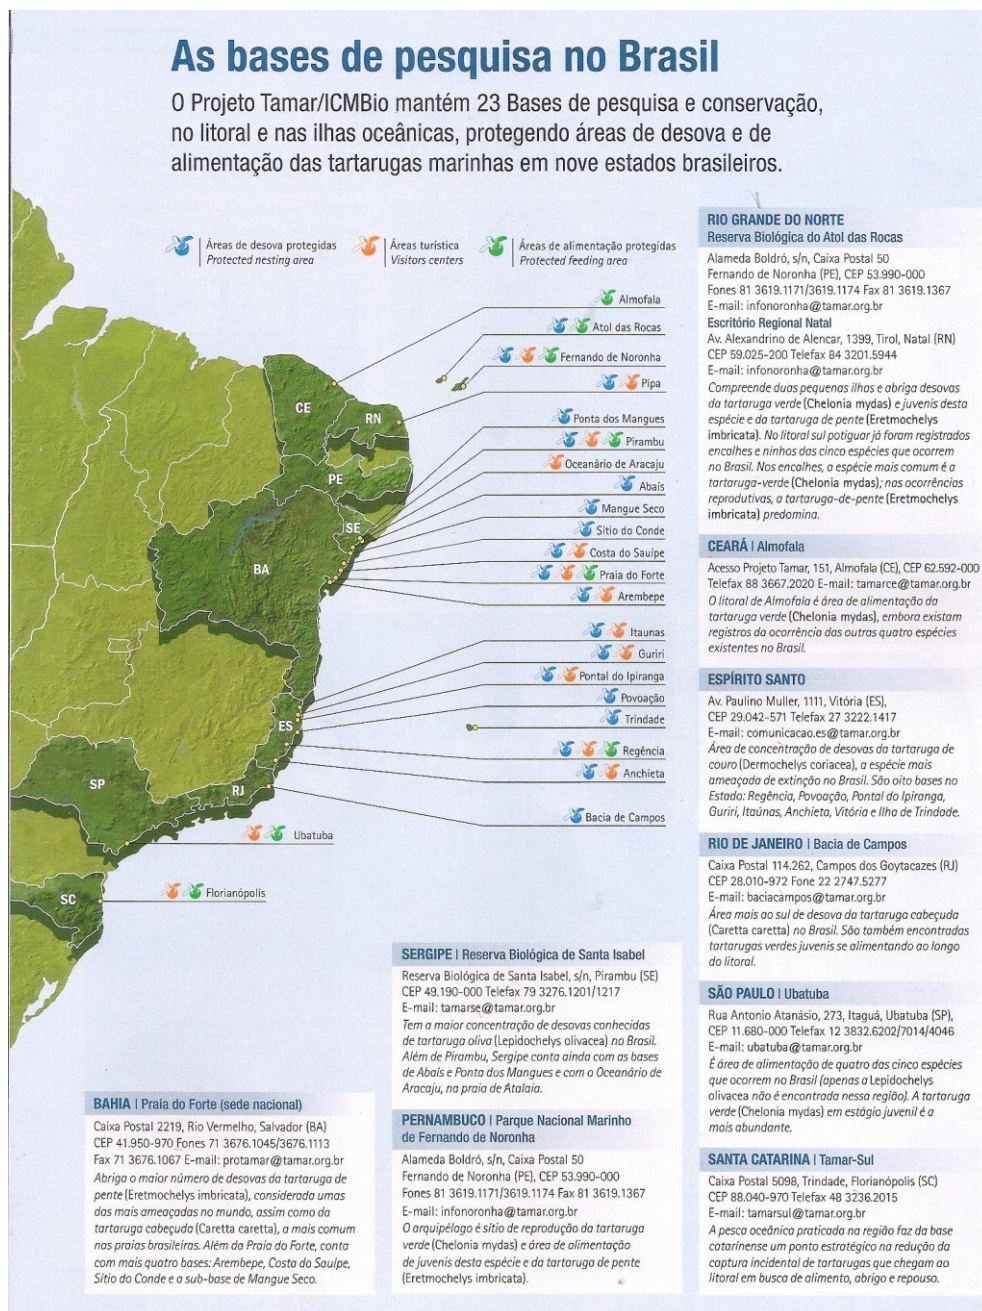 As bases de pesquisa no Brasil
O Projeto Tamar/ICMBio mantém 23 Bases de pesquisa e conservação,
no litoral e nas ilhas oceânicas, protegendo áreas de desova e de
alimentação das tartarugas marinhas em nove estados brasileiros.
Áreas de desova protegidas
Protected nesting area
Áreas turística
Visitors centers
Áreas de alimentação protegidas
Protected feeding area
Almofala
Atol das Rocas
Fernando de Noronha
Pipa
Ponta dos Mangues
Pirambu
Oceanário de Aracaju
Abaís
Mangue Seco
Sítio do Conde
Costa do Sauípe
Praia do Forte
Arembepe
Itaunas
Guriri
Pontal do Ipiranga
Povoação
Trindade
Regência
Anchieta
Bacia de Campos
Ubatuba
Florianópolis
CE
RN
PE
SE
BA
ES
SP
RJ
SC
RIO GRANDE DO NORTE
Reserva Biológica do Atol das Rocas
Alameda Boldró, s/n, Caixa Postal 50
Fernando de Noronha (PE), CEP 53.990-000
Fones 81 3619.1171/3619.1174 Fax 81 3619.1367
E-mail: infonoronha@tamar.org.br
Escritório Regional Natal
Av. Alexandrino de Alencar, 1399, Tirol, Natal (RN)
CEP 59.025-200 Telefax 84 3201.5944
E-mail: infonoronha@tamar.org.br
Compreende duas pequenas ilhas e abriga desovas
da tartaruga verde (Chelonia mydas) e juvenis desta
espécie e da tartaruga de pente (Eretmochelys
imbricata). No litoral sul potiguar já foram registrados
encalhes e ninhos das cinco espécies que ocorrem
no Brasil. Nos encalhes, a espécie mais comum é a
tartaruga-verde (Chelonia mydas); nas ocorrências
reprodutivas, a tartaruga-de-pente (Eretmochelys
imbricata) predomina.
CEARÁ | Almofala
Acesso Projeto Tamar, 151, Almofala (CE), CEP 62.592-000
Telefax 88 3667.2020 E-mail: tamarce@tamar.org.br
O litoral de Almofala é área de alimentação da
tartaruga verde (Chelonia mydas), embora existam
registros da ocorrência das outras quatro espécies
existentes no Brasil.
ESPÍRITO SANTO
Av. Paulino Muller, 1111, Vitória (ES),
CEP 29.042-571 Telefax 27 3222.1417
E-mail: comunicacao.es@tamar.org.br
Área de concentração de desovas da tartaruga de
couro (Dermochelys coriacea), a espécie mais
ameaçada de extinção no Brasil. São oito bases no
Estado: Regência, Povoação, Pontal do Ipiranga,
Guriri, Itaúnas, Anchieta, Vitória e Ilha de Trindade.
RIO DE JANEIRO | Bacia de Campos
Caixa Postal 114.262, Campos dos Goytacazes (RJ)
CEP 28.010-972 Fone 22 2747.5277
E-mail: baciacampos@tamar.org.br
Área mais ao sul de desova da tartaruga cabeçuda
(Caretta caretta) no Brasil. São também encontradas
tartarugas verdes juvenis se alimentando ao longo
do litoral.
SÃO PAULO | Ubatuba
Rua Antonio Atanásio, 273, Itaguá, Ubatuba (SP),
CEP 11.680-000 Telefax 12 3832.6202/7014/4046
E-mail: ubatuba@tamar.org.br
É área de alimentação de quatro das cinco espécies
que ocorrem no Brasil (apenas a Lepidochelys
olivacea não é encontrada nessa região). A tartaruga
verde (Chelonia mydas) em estágio juvenil é a
mais abundante.
SANTA CATARINA | Tamar-Sul
Caixa Postal 5098, Trindade, Florianópolis (SC)
CEP 88.040-970 Telefax 48 3236.2015
E-mail: tamarsul@tamar.org.br
A pesca oceânica praticada na região faz da base
catarinense um ponto estratégico na redução da
captura incidental de tartarugas que chegam ao
litoral em busca de alimento, abrigo e repouso.
SERGIPE | Reserva Biológica de Santa Isabel
Reserva Biológica de Santa Isabel, s/n, Pirambu (SE)
CEP 49.190-000 Telefax 79 3276.1201/1217
E-mail: tamarse@tamar.org.br
Tem a maior concentração de desovas conhecidas
de tartaruga oliva (Lepidochelys olivacea) no Brasil.
Além de Pirambu, Sergipe conta ainda com as bases
de Abaís e Ponta dos Mangues e com o Oceanário de
Aracaju, na praia de Atalaia.
PERNAMBUCO | Parque Nacional Marinho
de Fernando de Noronha
Alameda Boldró, s/n, Caixa Postal 50
Fernando de Noronha (PE), CEP 53.990-000
Fones 81 3619.1171/3619.1174 Fax 81 3619.1367
E-mail: infonoronha@tamar.org.br
O arquipélago é sítio de reprodução da tartaruga
verde (Chelonia mydas) e área de alimentação
de juvenis desta espécie e da tartaruga de pente
(Eretmochelys imbricata).
BAHIA | Praia do Forte (sede nacional)
Caixa Postal 2219, Rio Vermelho, Salvador (BA)
CEP 41.950-970 Fones 71 3676.1045/3676.1113
Fax 71 3676.1067 E-mail: protamar@tamar.org.br
Abriga o maior número de desovas da tartaruga de
pente (Eretmochelys imbricata), considerada umas
das mais ameaçadas no mundo, assim como da
tartaruga cabeçuda (Caretta caretta), a mais comum
nas praias brasileiras. Além da Praia do Forte, conta
com mais quatro bases: Arembepe, Costa do Sauípe,
Sítio do Conde e a sub-base de Mangue Seco.